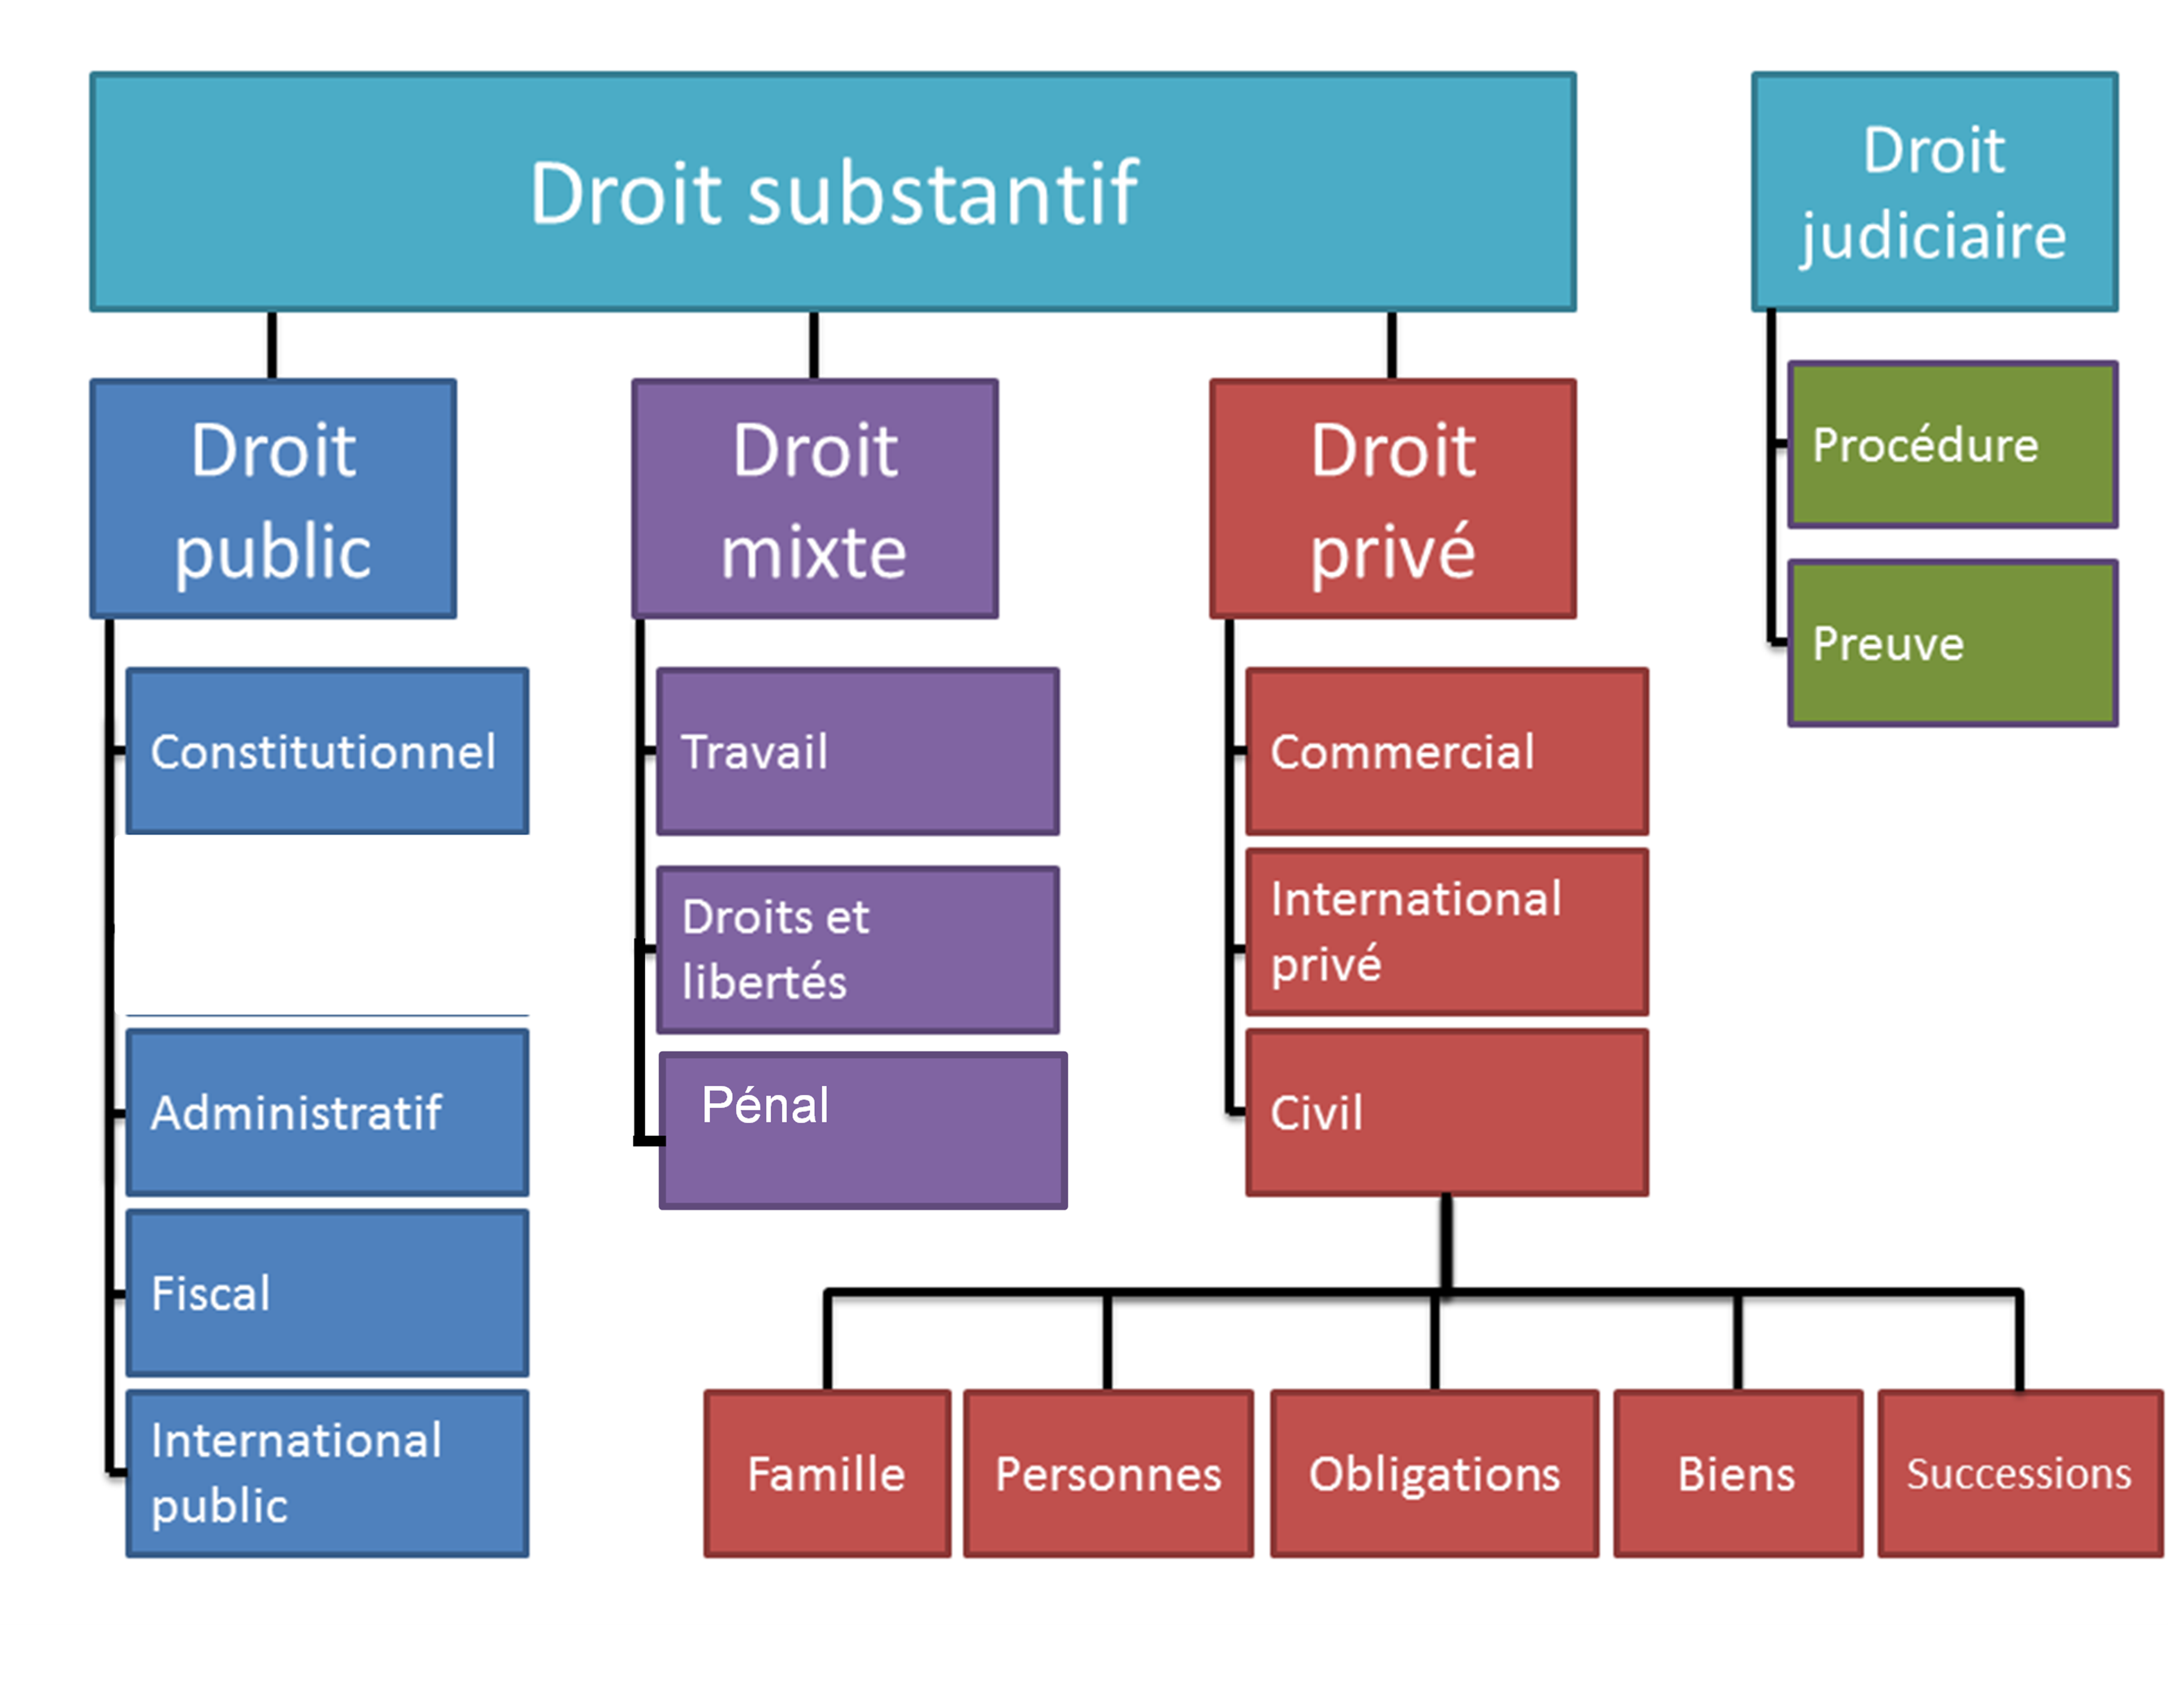 Droit substantif
Droit
judiciaire
Droit
public
Droit
mixte
Droit
privé
Procédure
Preuve
Constitutionnel
Administratif
Fiscal
International
public
Travail
Droits et
libertés
Pénal
Commercial
International
privé
Civil
Famille
Personnes
Obligations
Biens
Successions